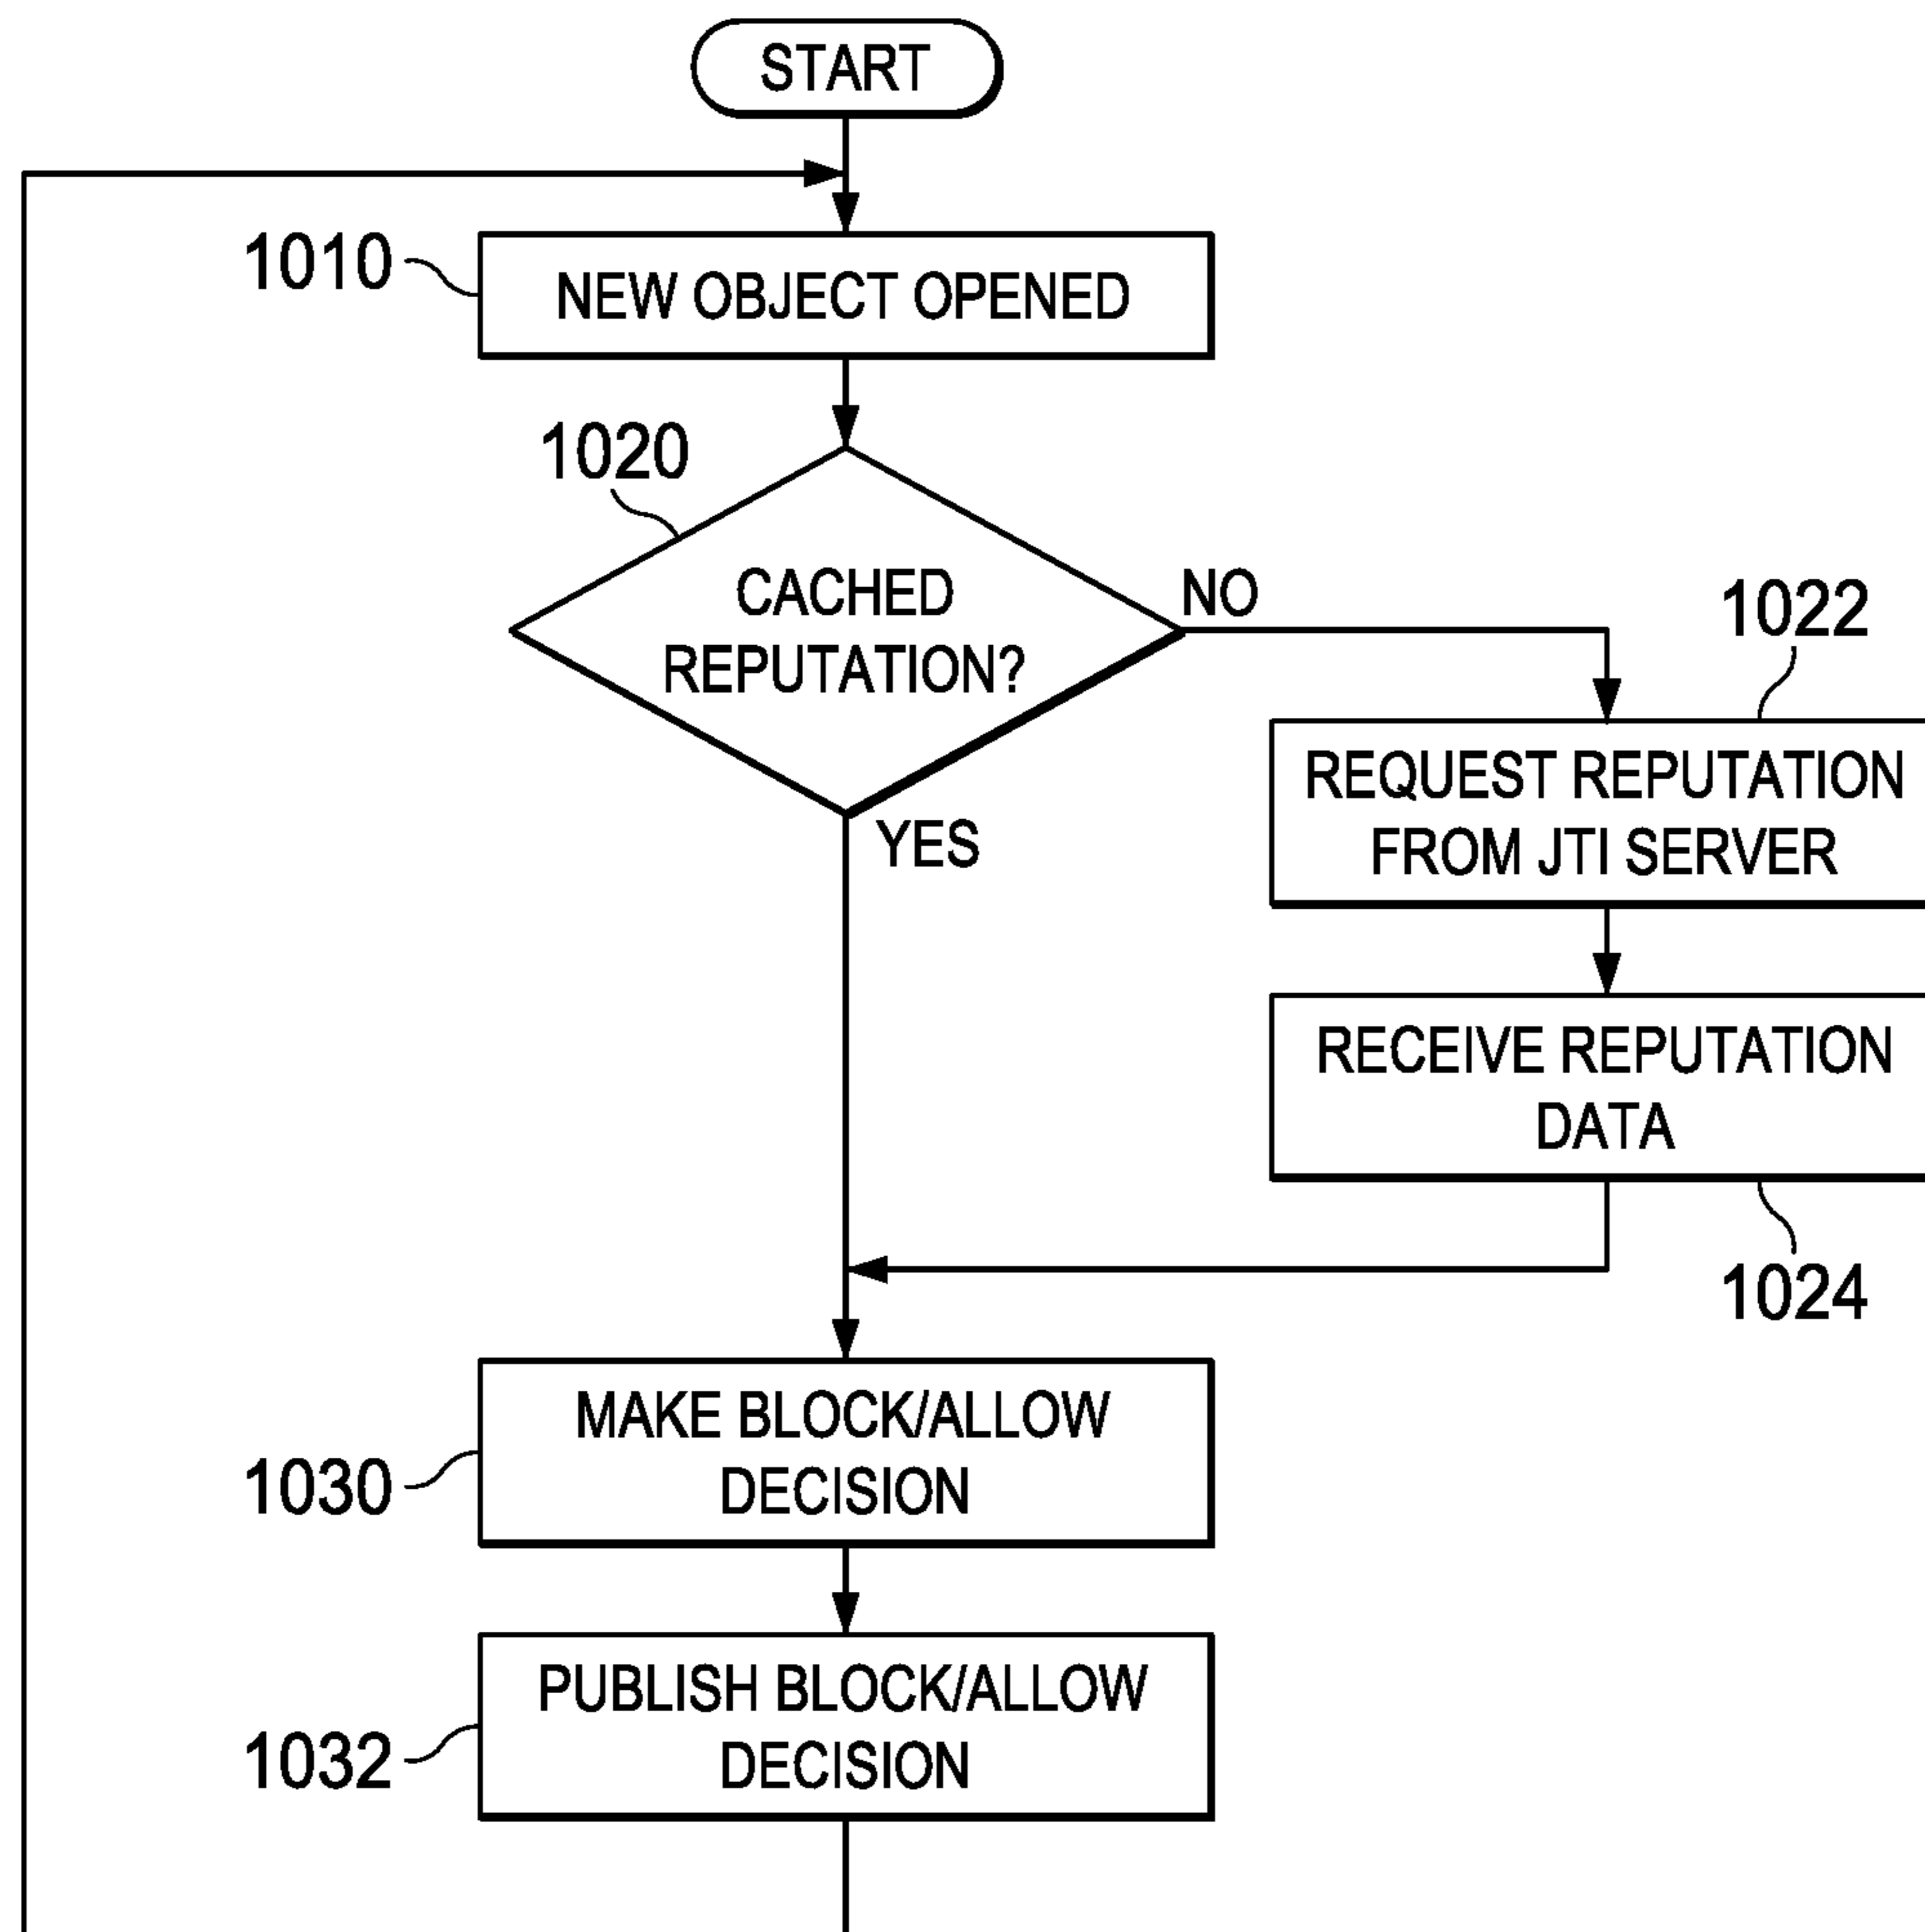 START
1010
NEW OBJECT OPENED
1020
CACHED
REPUTATION?
NO
YES
1022
REQUEST REPUTATION
FROM JTI SERVER
RECEIVE REPUTATION
DATA
1024
MAKE BLOCK/ALLOW
DECISION
1030
PUBLISH BLOCK/ALLOW
DECISION
1032